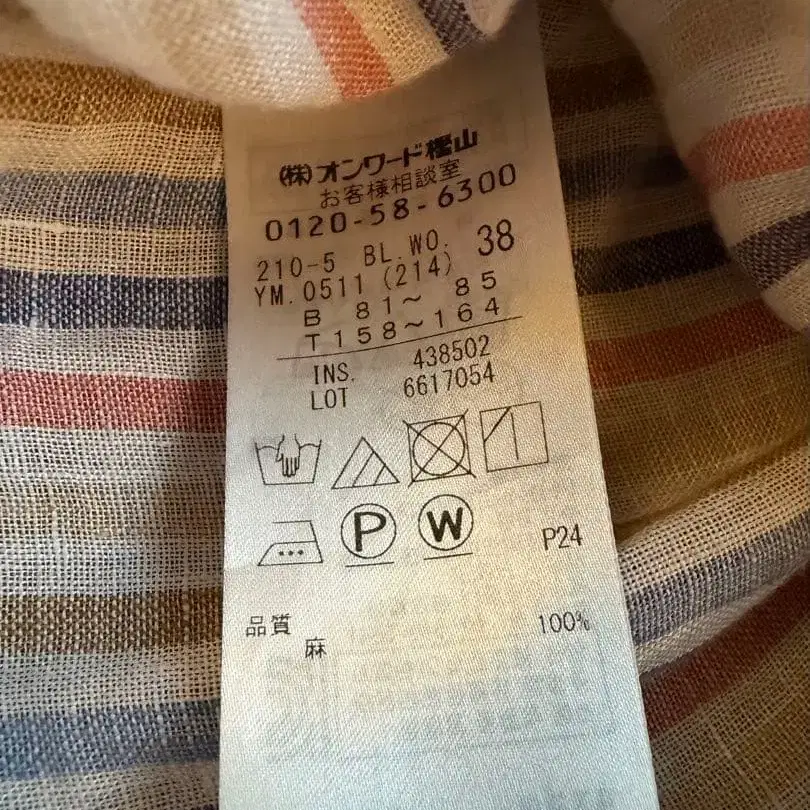 (株)オンワード樫山
お客様相談室
0120-58-6300
210-5 BL.WO. 38
YM.0511 (214)
B 81～ 85
T158～164
INS. 438502
LOT 6617054
P W P24
品質
麻 100%